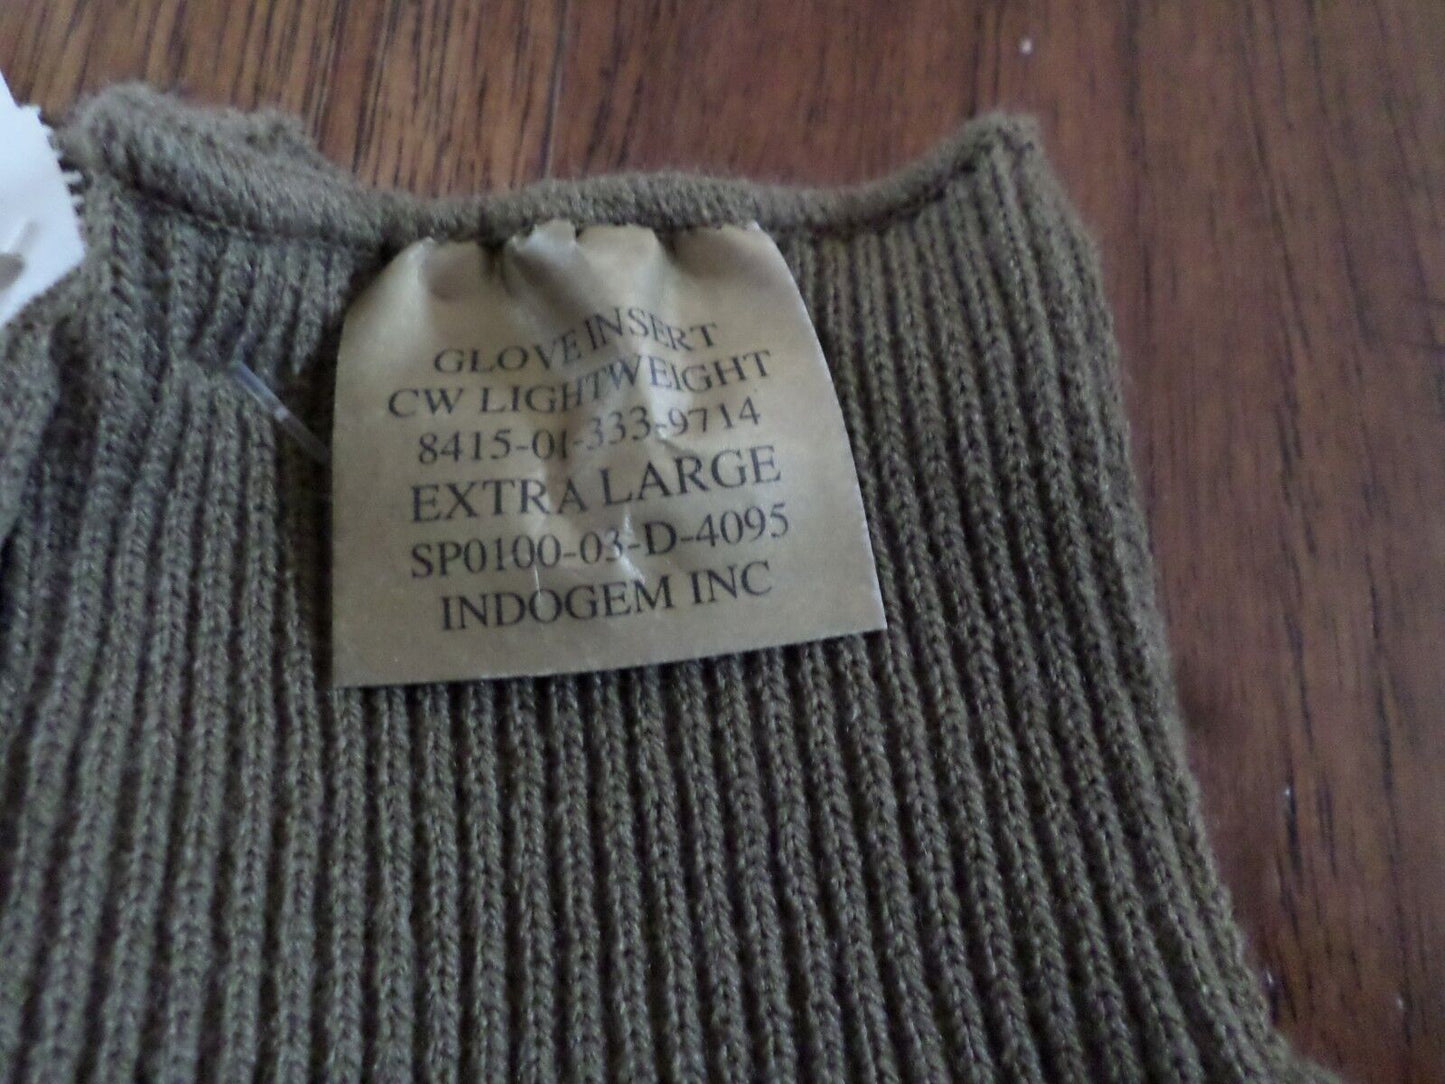 GLOVE INSERT
CW LIGHTWEIGHT
8415-01-333-9714
EXTRA LARGE
SP0100-03-D-4095
INDOGEM INC